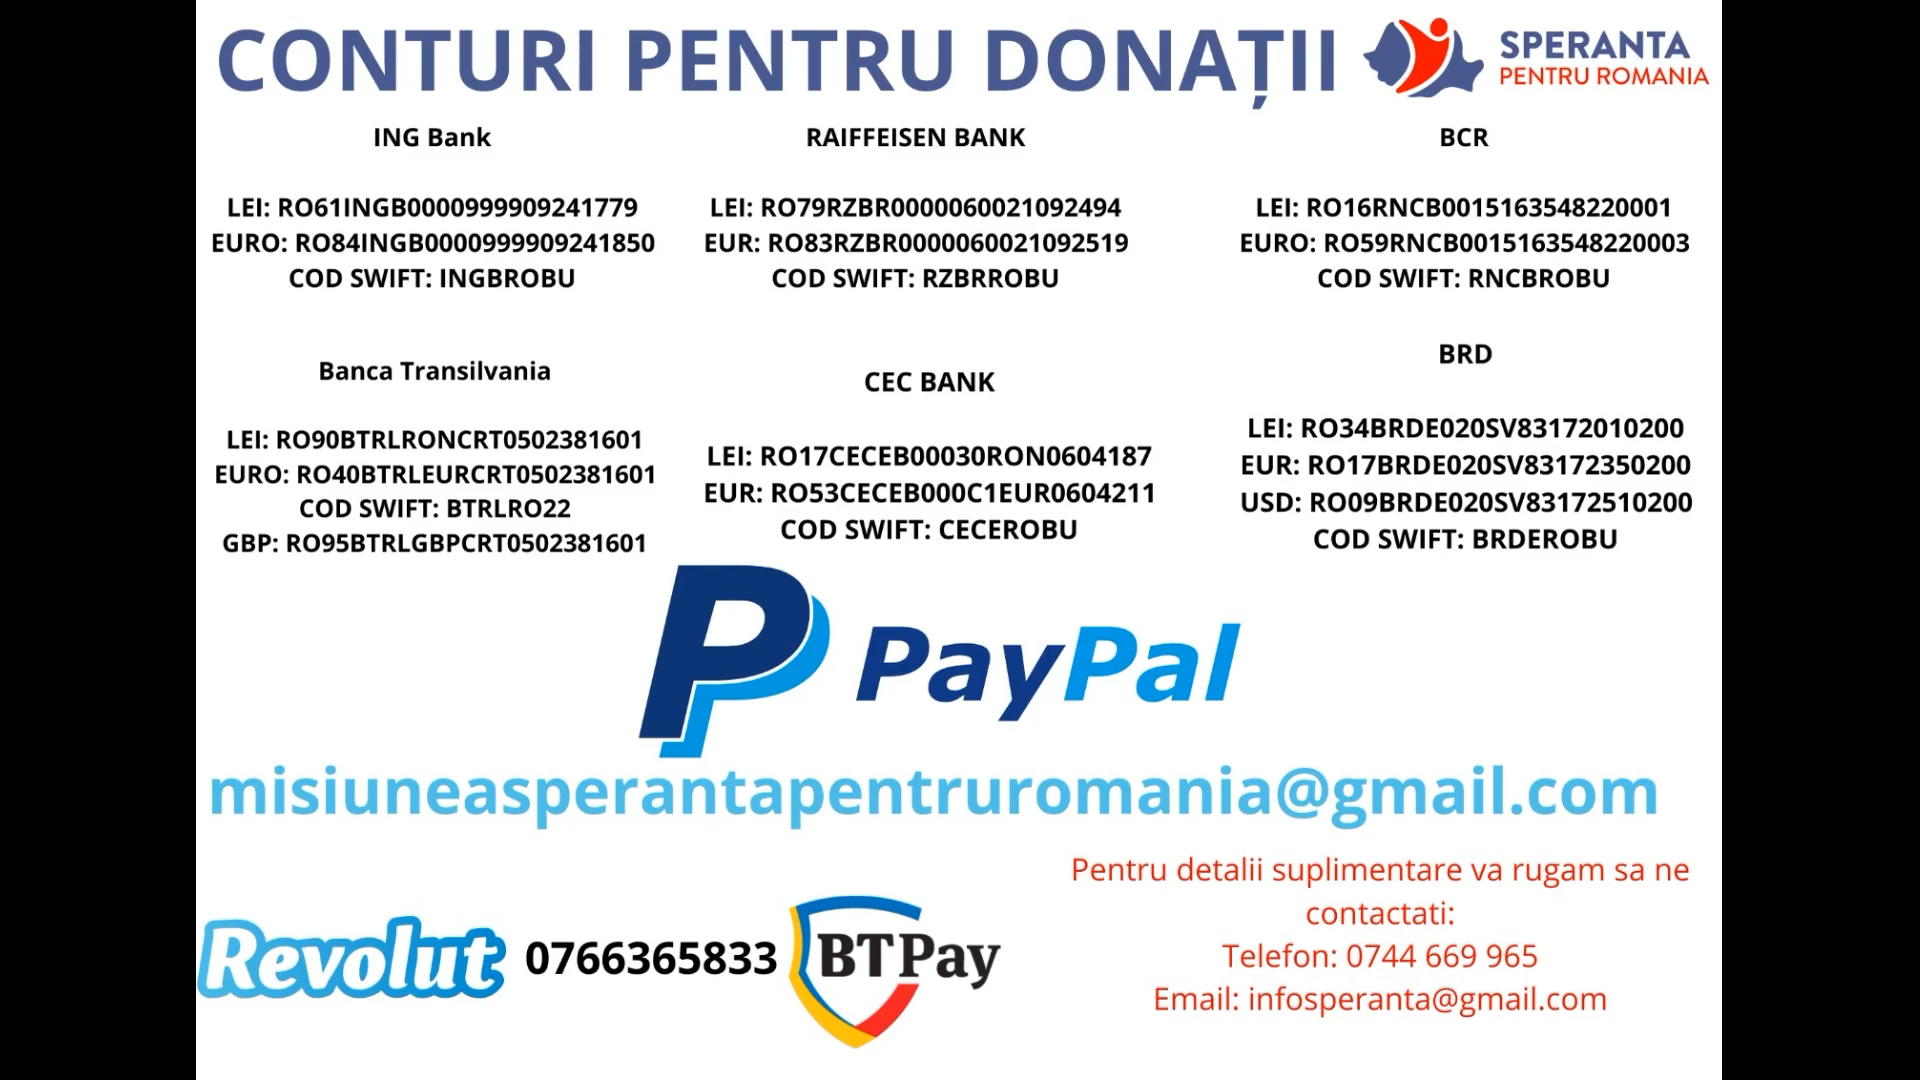 CONTURI PENTRU DONAȚII
SPERANTA
PENTRU ROMANIA
ING Bank
LEI: RO61INGB0000999909241779
EURO: RO84INGB0000999909241850
COD SWIFT: INGBROBU
RAIFFEISEN BANK
LEI: RO79RZBR0000060021092494
EUR: RO83RZBR0000060021092519
COD SWIFT: RZBRROBU
BCR
LEI: RO16RNCB0015163548220001
EURO: RO59RNCB0015163548220003
COD SWIFT: RNCBROBU
Banca Transilvania
LEI: RO90BTRLRONCRT0502381601
EURO: RO40BTRLEURCRT0502381601
COD SWIFT: BTRLRO22
GBP: RO95BTRLGBPCRT0502381601
CEC BANK
LEI: RO17CECEB00030RON0604187
EUR: RO53CECEB000C1EUR0604211
COD SWIFT: CECEROBU
BRD
LEI: RO34BRDE020SV83172010200
EUR: RO17BRDE020SV83172350200
USD: RO09BRDE020SV83172510200
COD SWIFT: BRDEROBU
PayPal
misiuneasperantapentruromania@gmail.com
Revolut 0766365833 BT Pay
Pentru detalii suplimentare va rugam sa ne
contactati:
Telefon: 0744 669 965
Email: infosperanta@gmail.com